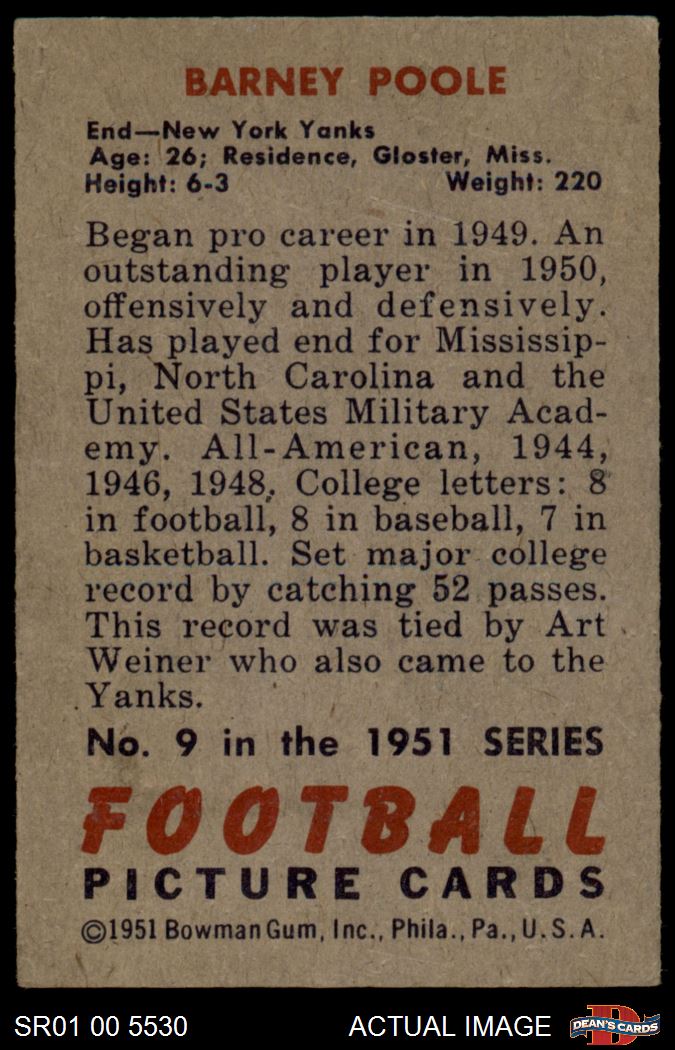 BARNEY POOLE
End—New York Yanks
Age: 26; Residence, Gloster, Miss.
Height: 6-3 Weight: 220
Began pro career in 1949. An
outstanding player in 1950,
offensively and defensively.
Has played end for Mississip-
pi, North Carolina and the
United States Military Acad-
emy. All-American, 1944,
1946, 1948. College letters: 8
in football, 8 in baseball, 7 in
basketball. Set major college
record by catching 52 passes.
This record was tied by Art
Weiner who also came to the
Yanks.
No. 9 in the 1951 SERIES
FOOTBALL
PICTURE CARDS
©1951 Bowman Gum, Inc., Phila., Pa., U.S.A.
SR01 00 5530 ACTUAL IMAGE D DEAN'S CARDS